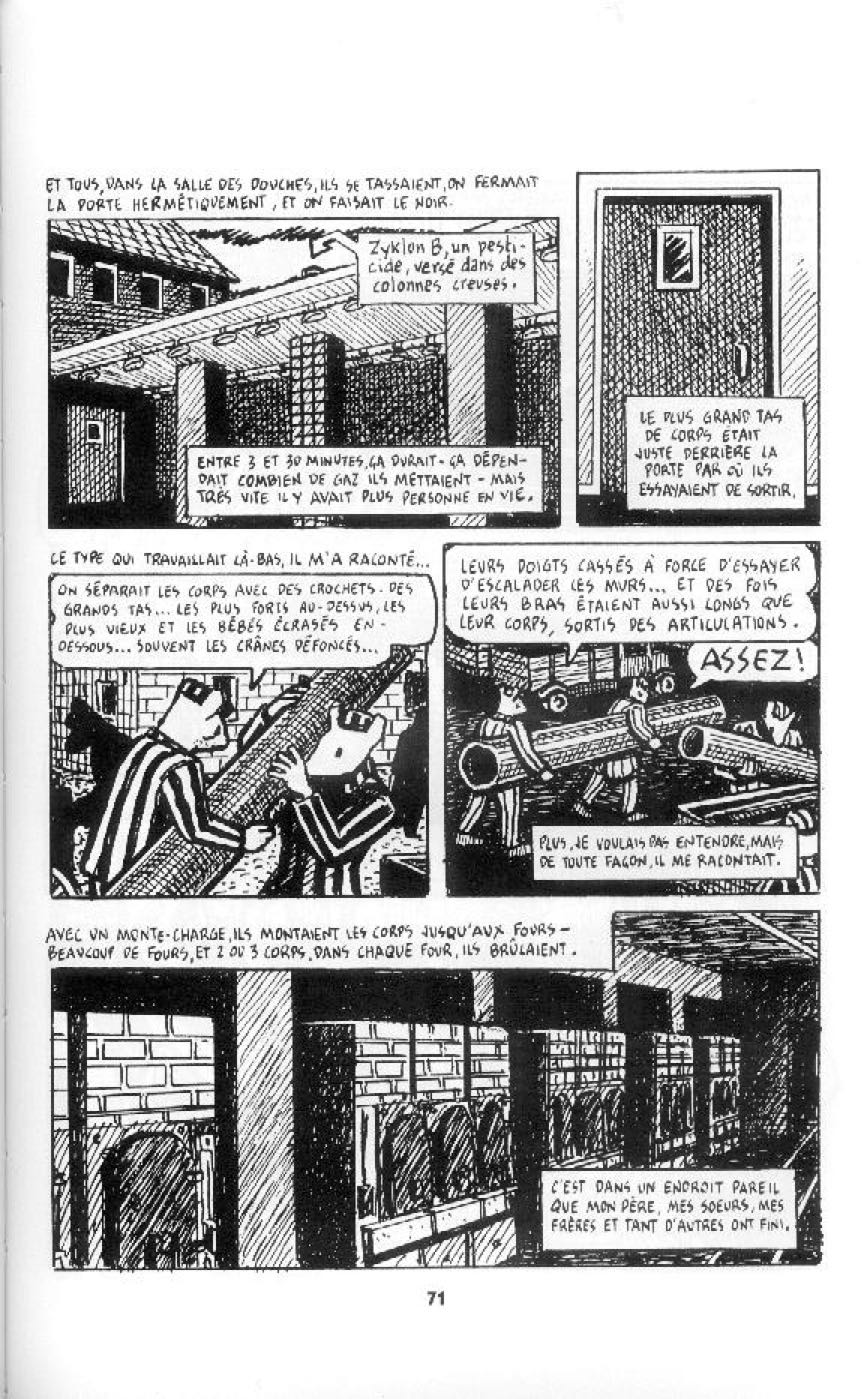 ET TOUS, DANS LA SALLE DES DOUCHES, ILS SE TASSAIENT, ON FERMAIT
LA PORTE HERMÉTIQUEMENT, ET ON FAISAIT LE NOIR.
Zyklon B, un pesti-
cide, versé dans des
colonnes creuses.
ENTRE 3 ET 30 MINUTES, ÇA DURAIT - ÇA DÉPEN-
DAIT COMBIEN DE GAZ ILS METTAIENT - MAIS
TRÈS VITE IL Y AVAIT PLUS PERSONNE EN VIE.
LE PLUS GRAND TAS
DE CORPS ÉTAIT
JUSTE DERRIÈRE LA
PORTE PAR OÙ ILS
ESSAYAIENT DE SORTIR.
CE TYPE QUI TRAVAILLAIT LÀ-BAS, IL M'A RACONTÉ...
ON SÉPARAIT LES CORPS AVEC DES CROCHETS. DES
GRANDS TAS... LES PLUS FORTS AU-DESSUS, LES
PLUS VIEUX ET LES BÉBÉS ÉCRASÉS EN-
DESSOUS... SOUVENT LES CRÂNES DÉFONCÉS...
LEURS DOIGTS CASSÉS À FORCE D'ESSAYER
D'ESCALADER LES MURS... ET DES FOIS
LEURS BRAS ÉTAIENT AUSSI LONGS QUE
LEUR CORPS, SORTIS DES ARTICULATIONS.
ASSEZ!
PLUS, JE VOULAIS PAS ENTENDRE, MAIS
DE TOUTE FAÇON, IL ME RACONTAIT.
AVEC UN MONTE-CHARGE, ILS MONTAIENT LES CORPS JUSQU'AUX FOURS -
BEAUCOUP DE FOURS, ET 2 OU 3 CORPS, DANS CHAQUE FOUR, ILS BRÛLAIENT.
C'EST DANS UN ENDROIT PAREIL
QUE MON PÈRE, MES SOEURS, MES
FRÈRES ET TANT D'AUTRES ONT FINI.
71